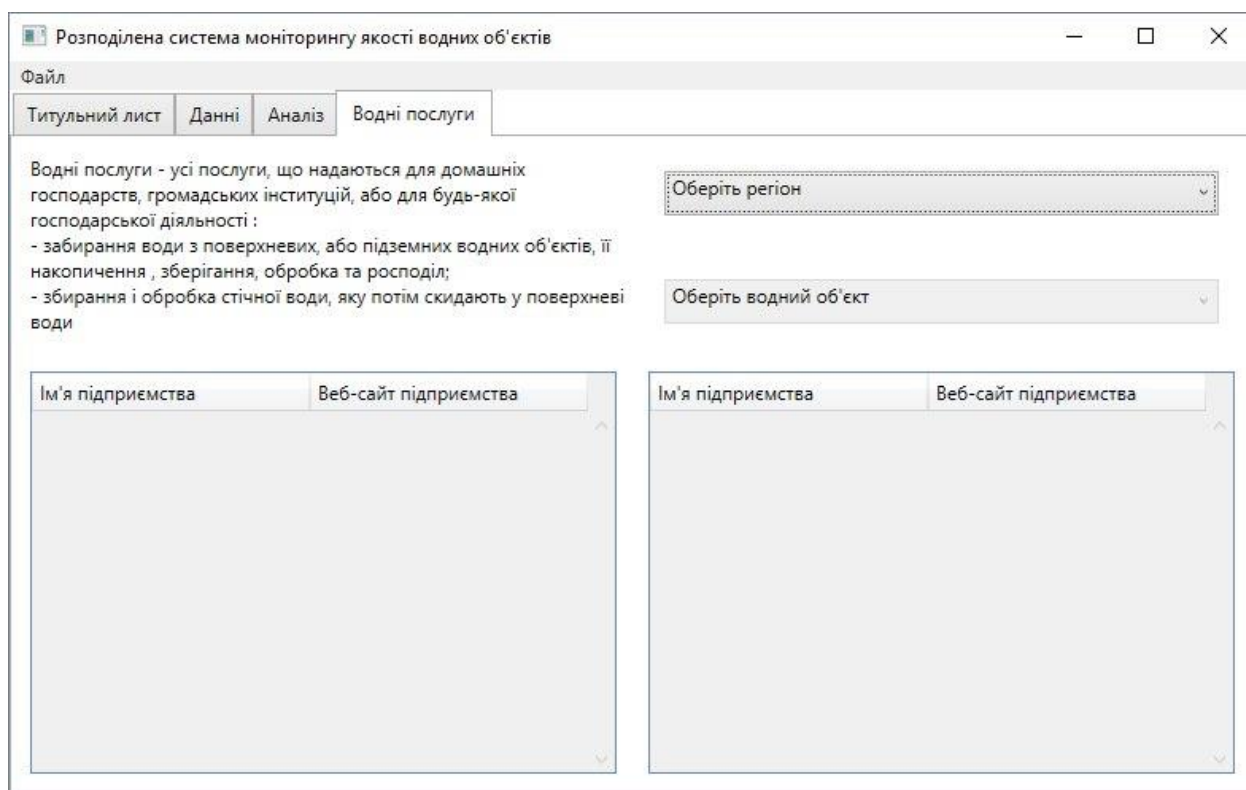 Розподілена система моніторингу якості водних об'єктів
Файл
Титульний лист Данні Аналіз Водні послуги
Водні послуги - усі послуги, що надаються для домашніх
господарств, громадських інституцій, або для будь-якої
господарської діяльності :
- забирання води з поверхневих, або підземних водних об'єктів, її
накопичення , зберігання, обробка та росподіл;
- збирання і обробка стічної води, яку потім скидають у поверхневі
води
Оберіть регіон
Оберіть водний об'єкт
Ім'я підприємства Веб-сайт підприємства
Ім'я підприємства Веб-сайт підприємства